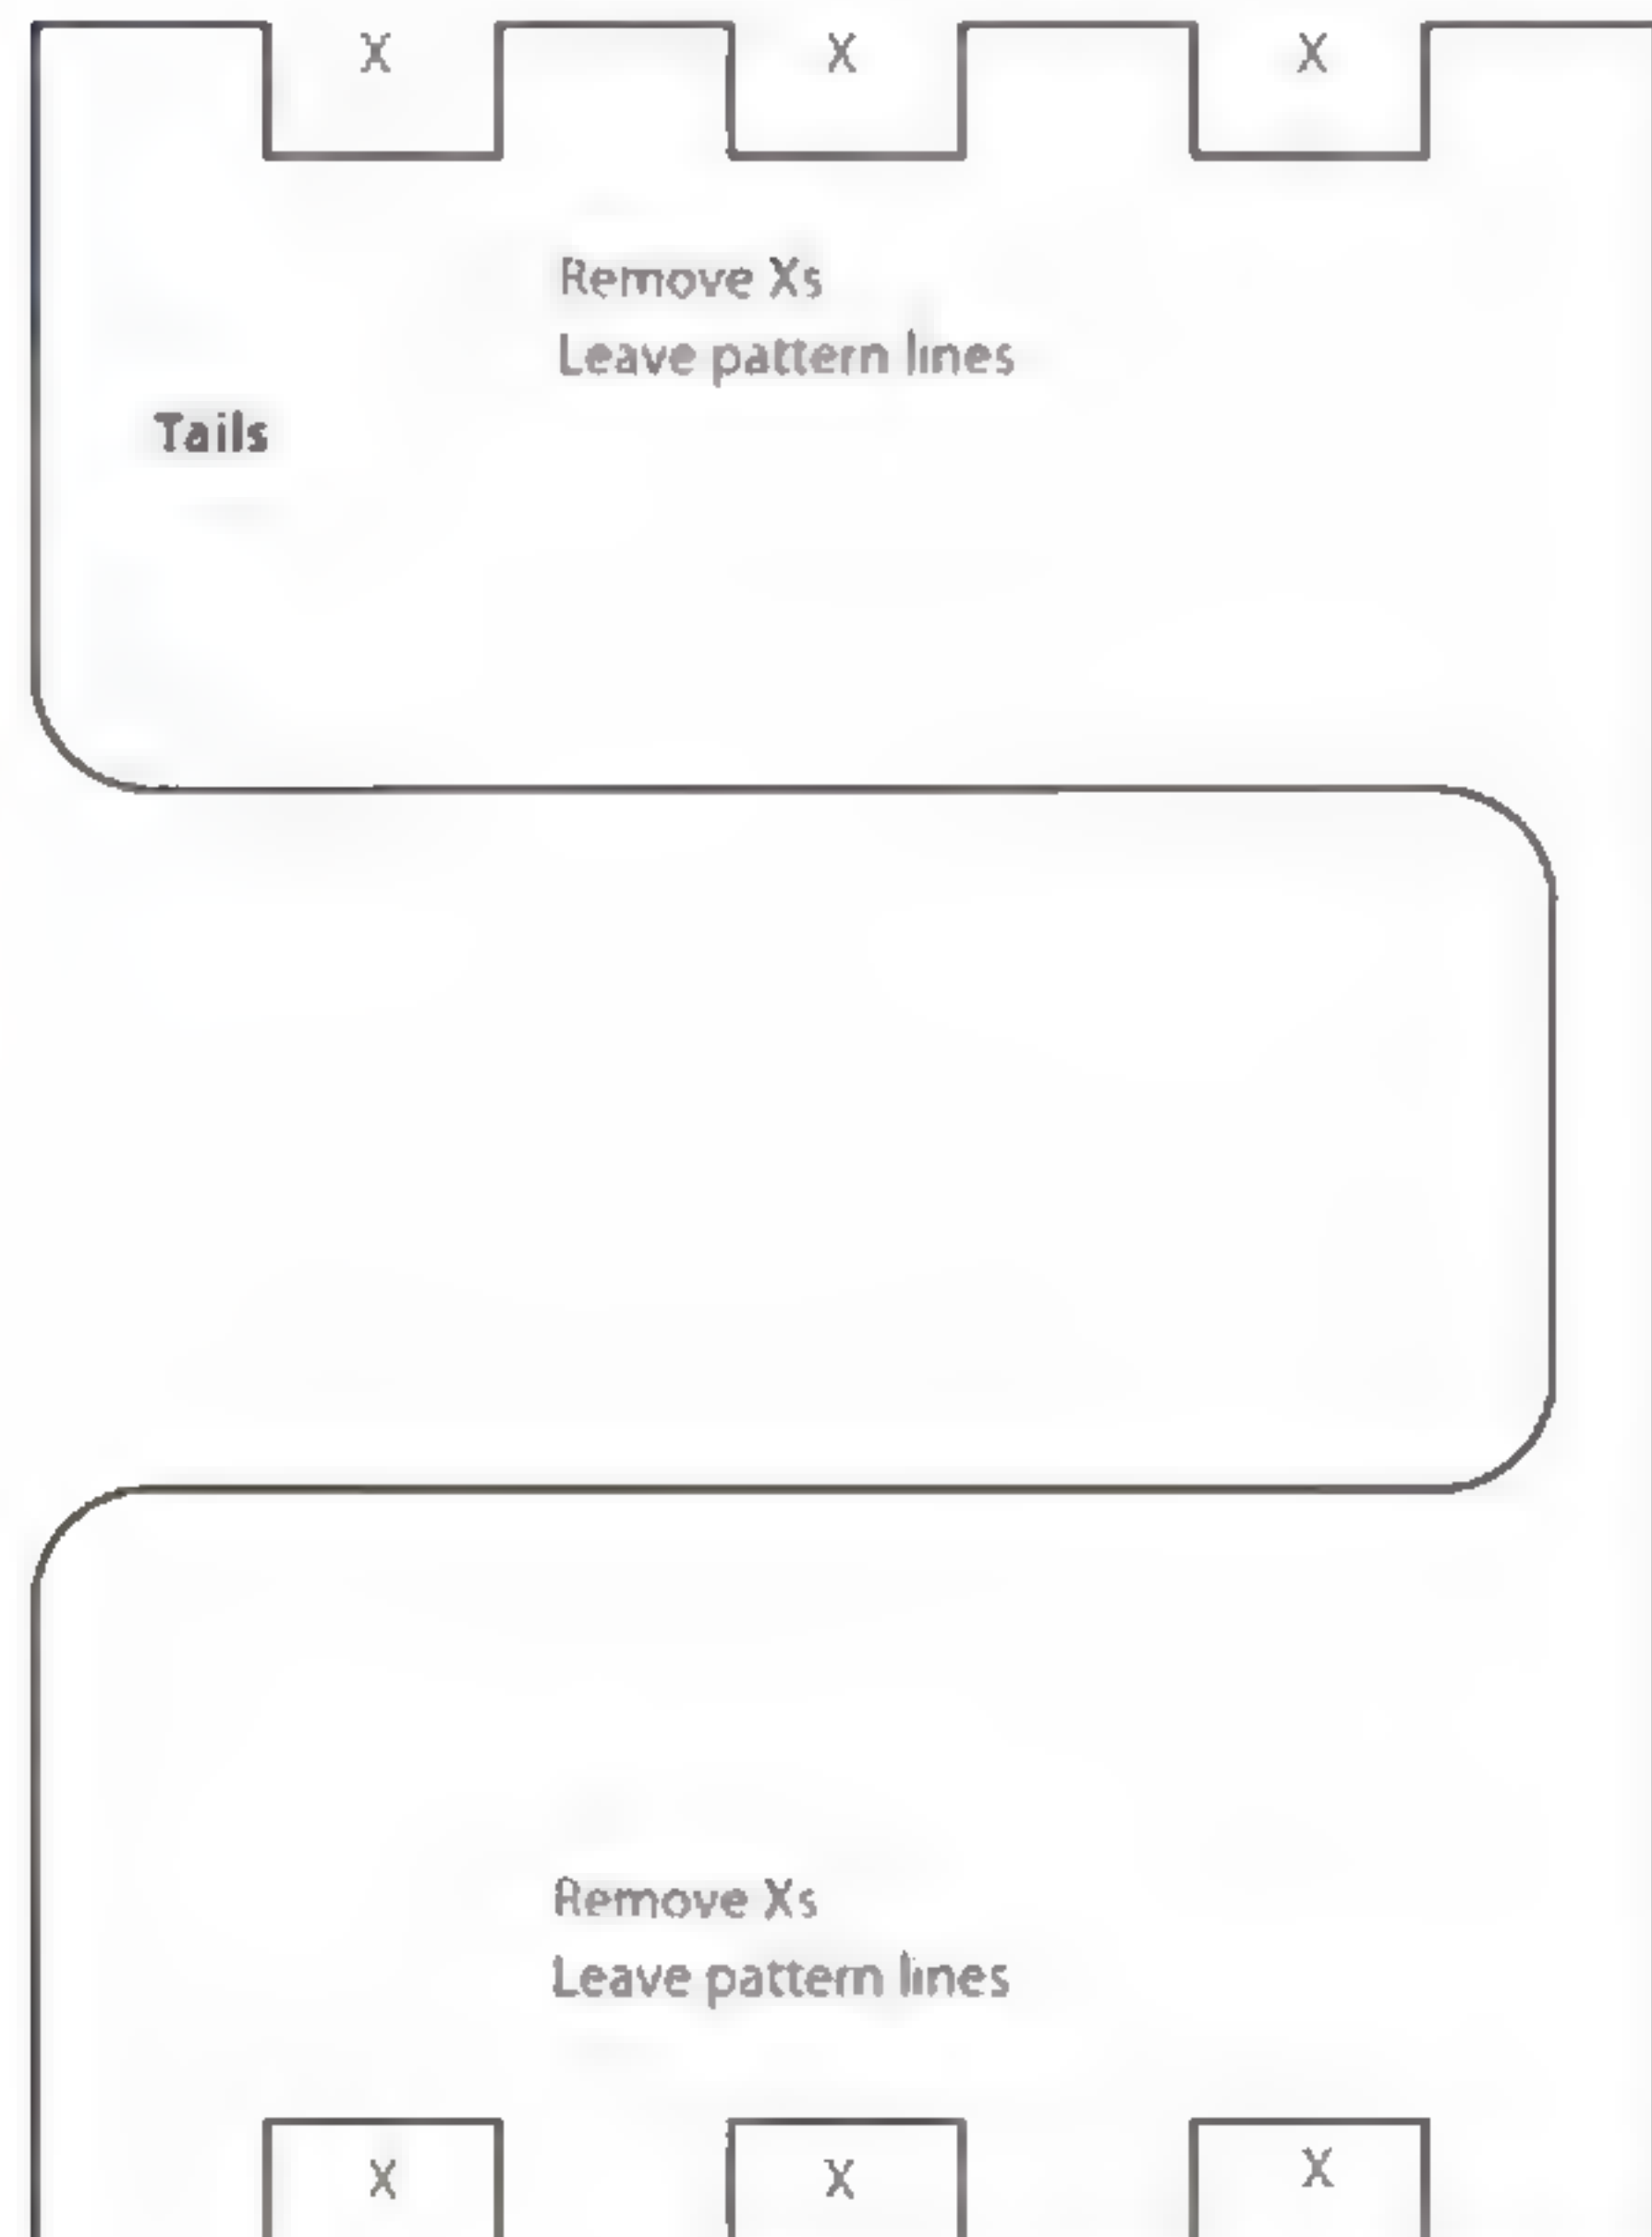 X X X
Remove Xs
Leave pattern lines
Tails
Remove Xs
Leave pattern lines
X X X